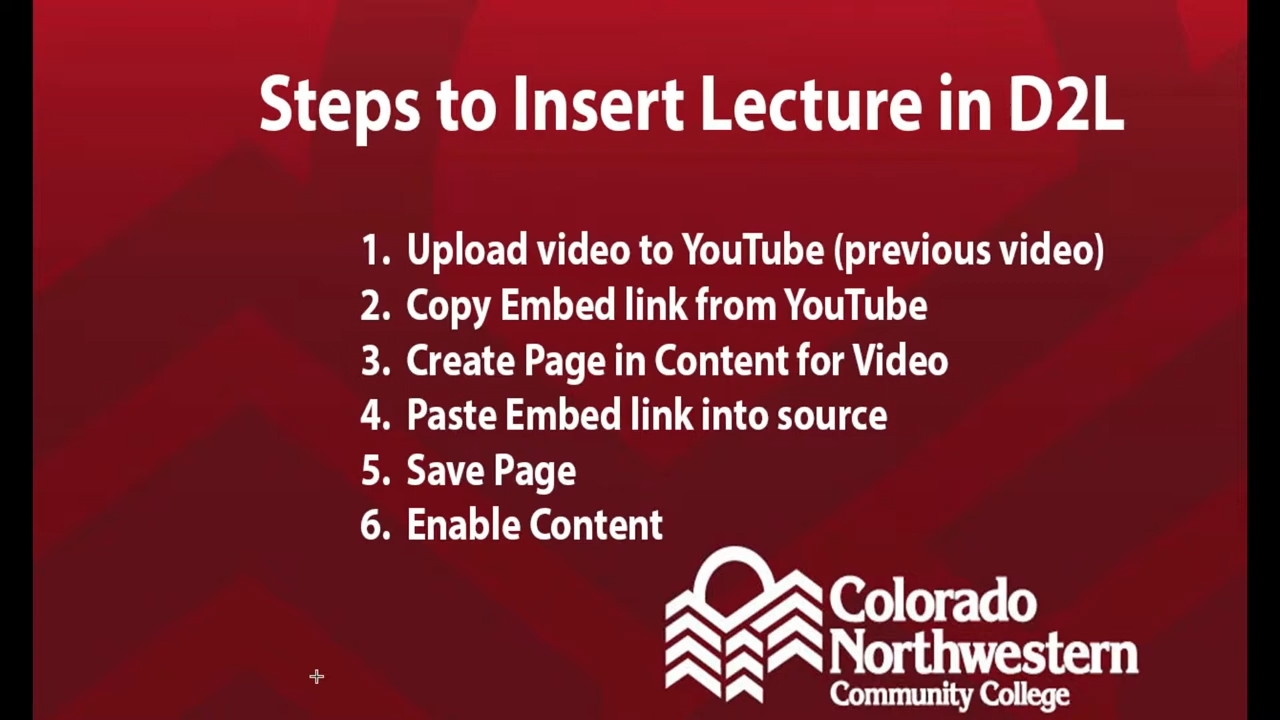 Steps to Insert Lecture in D2L
1. Upload video to YouTube (previous video)
2. Copy Embed link from YouTube
3. Create Page in Content for Video
4. Paste Embed link into source
5. Save Page
6. Enable Content
Colorado
Northwestern
Community College